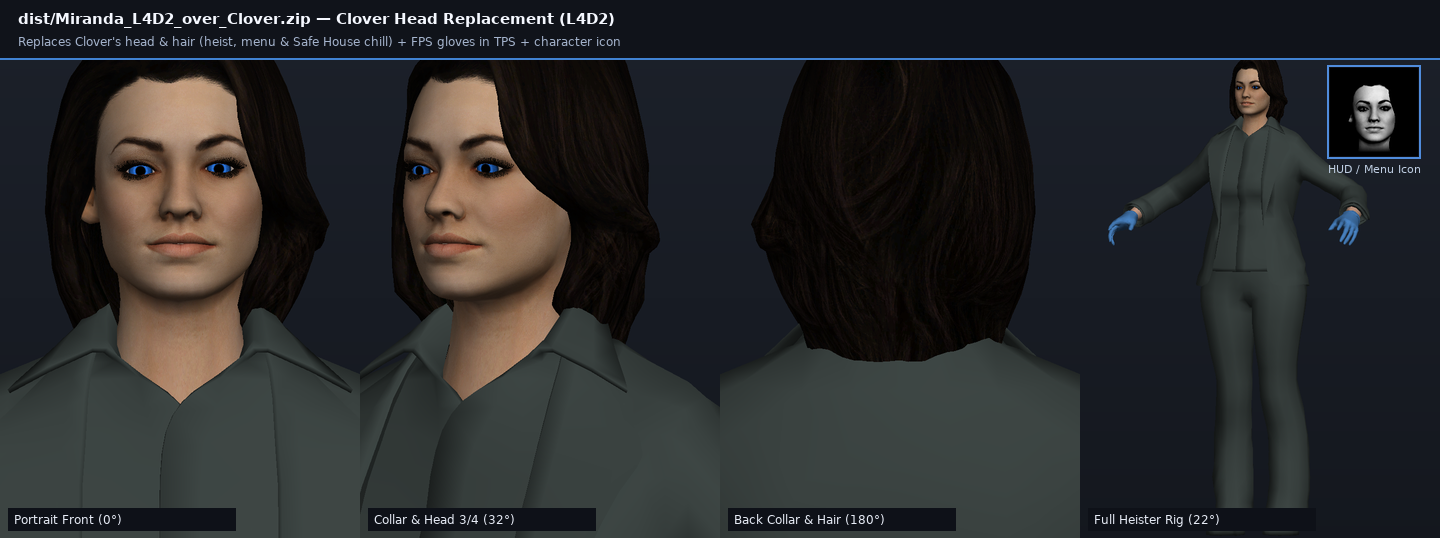 dist/Miranda_L4D2_over_Clover.zip — Clover Head Replacement (L4D2)
Replaces Clover's head & hair (heist, menu & Safe House chill) + FPS gloves in TPS + character icon
HUD / Menu Icon
Portrait Front (0°)
Collar & Head 3/4 (32°)
Back Collar & Hair (180°)
Full Heister Rig (22°)